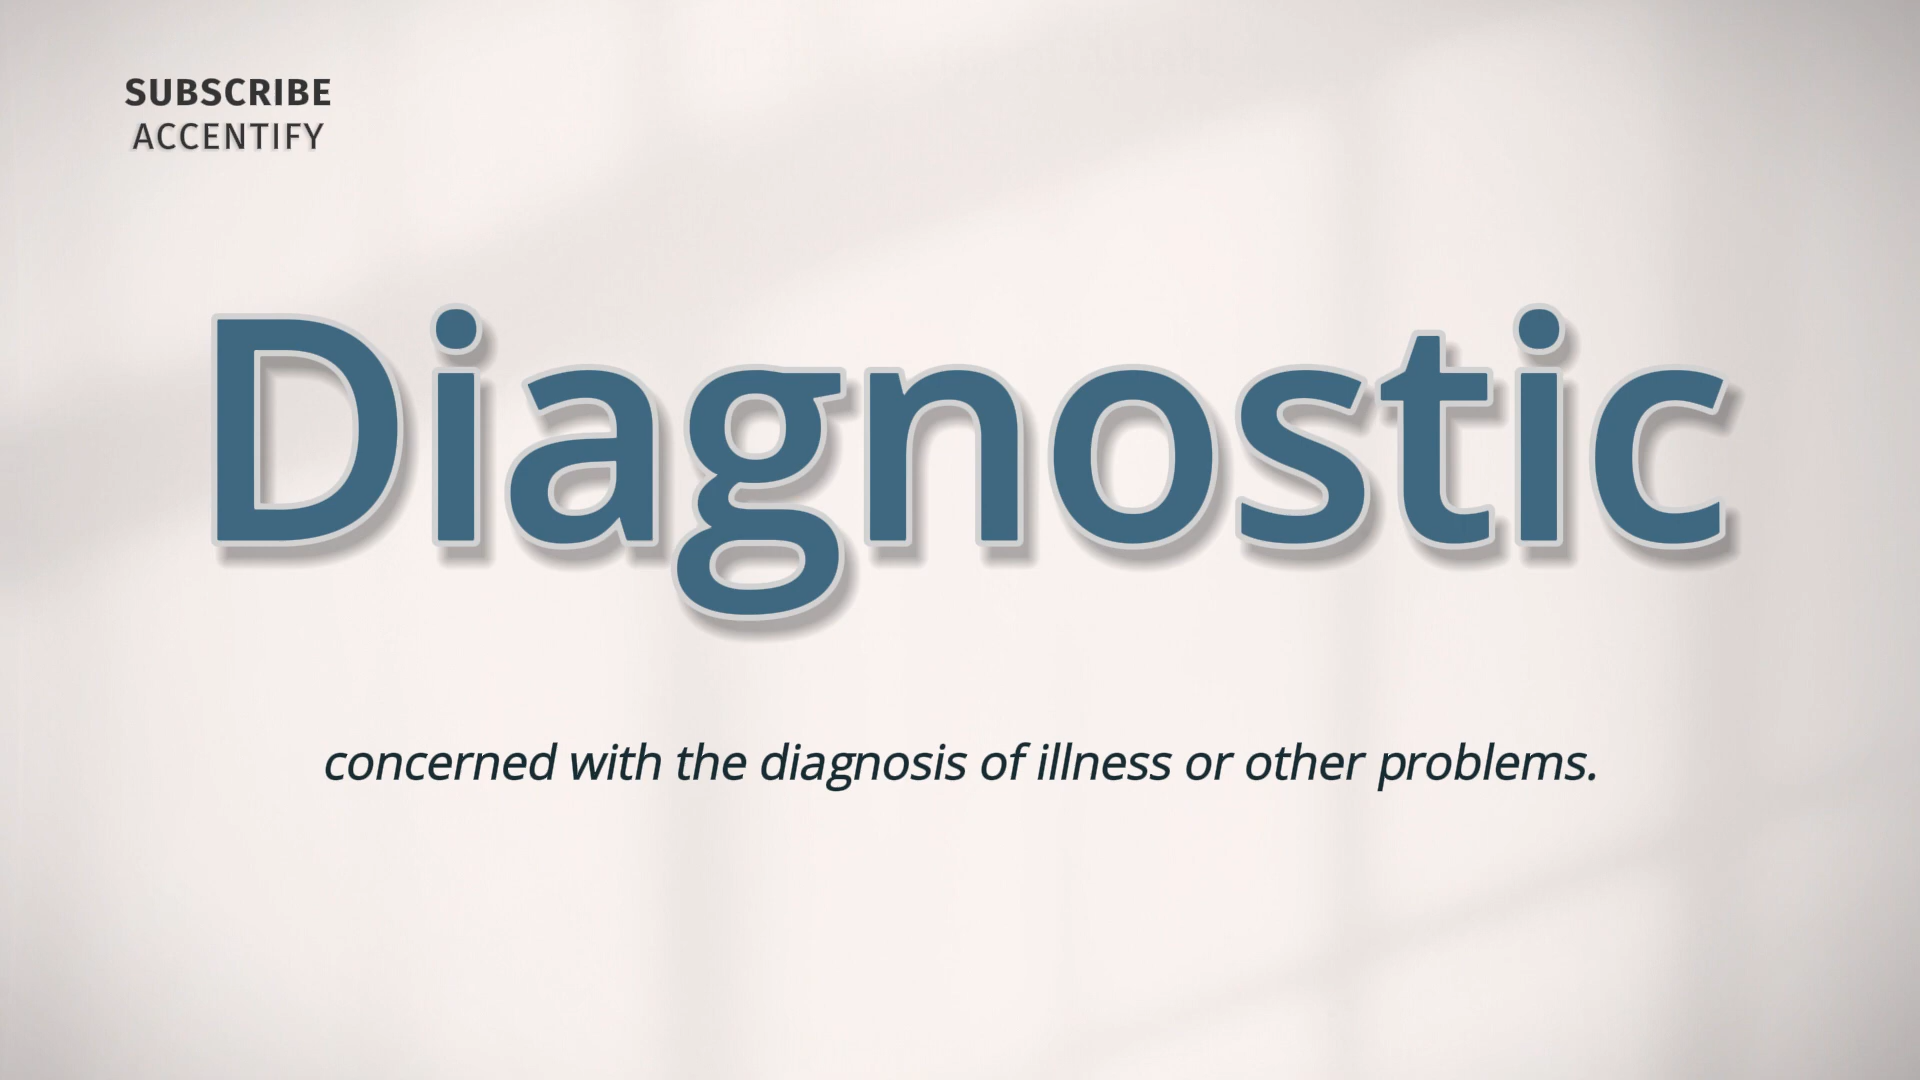 SUBSCRIBE
ACCENTIFY
Diagnostic
concerned with the diagnosis of illness or other problems.